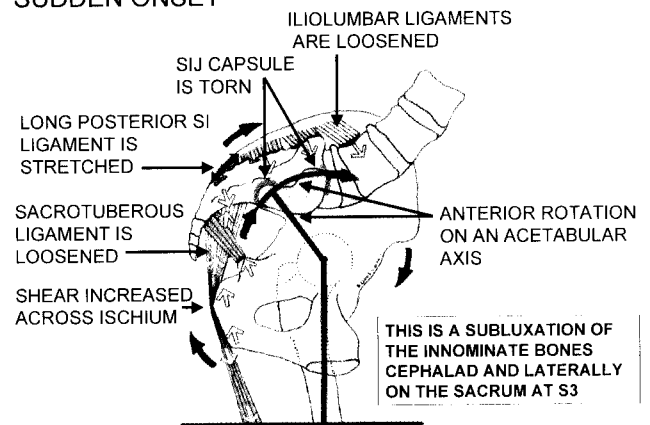 SUDDEN ONSET
ILIOLUMBAR LIGAMENTS
ARE LOOSENED
SIJ CAPSULE
IS TORN
LONG POSTERIOR SI
LIGAMENT IS
STRETCHED
SACROTUBEROUS
LIGAMENT IS
LOOSENED
ANTERIOR ROTATION
ON AN ACETABULAR
AXIS
SHEAR INCREASED
ACROSS ISCHIUM
THIS IS A SUBLUXATION OF
THE INNOMINATE BONES
CEPHALAD AND LATERALLY
ON THE SACRUM AT S3